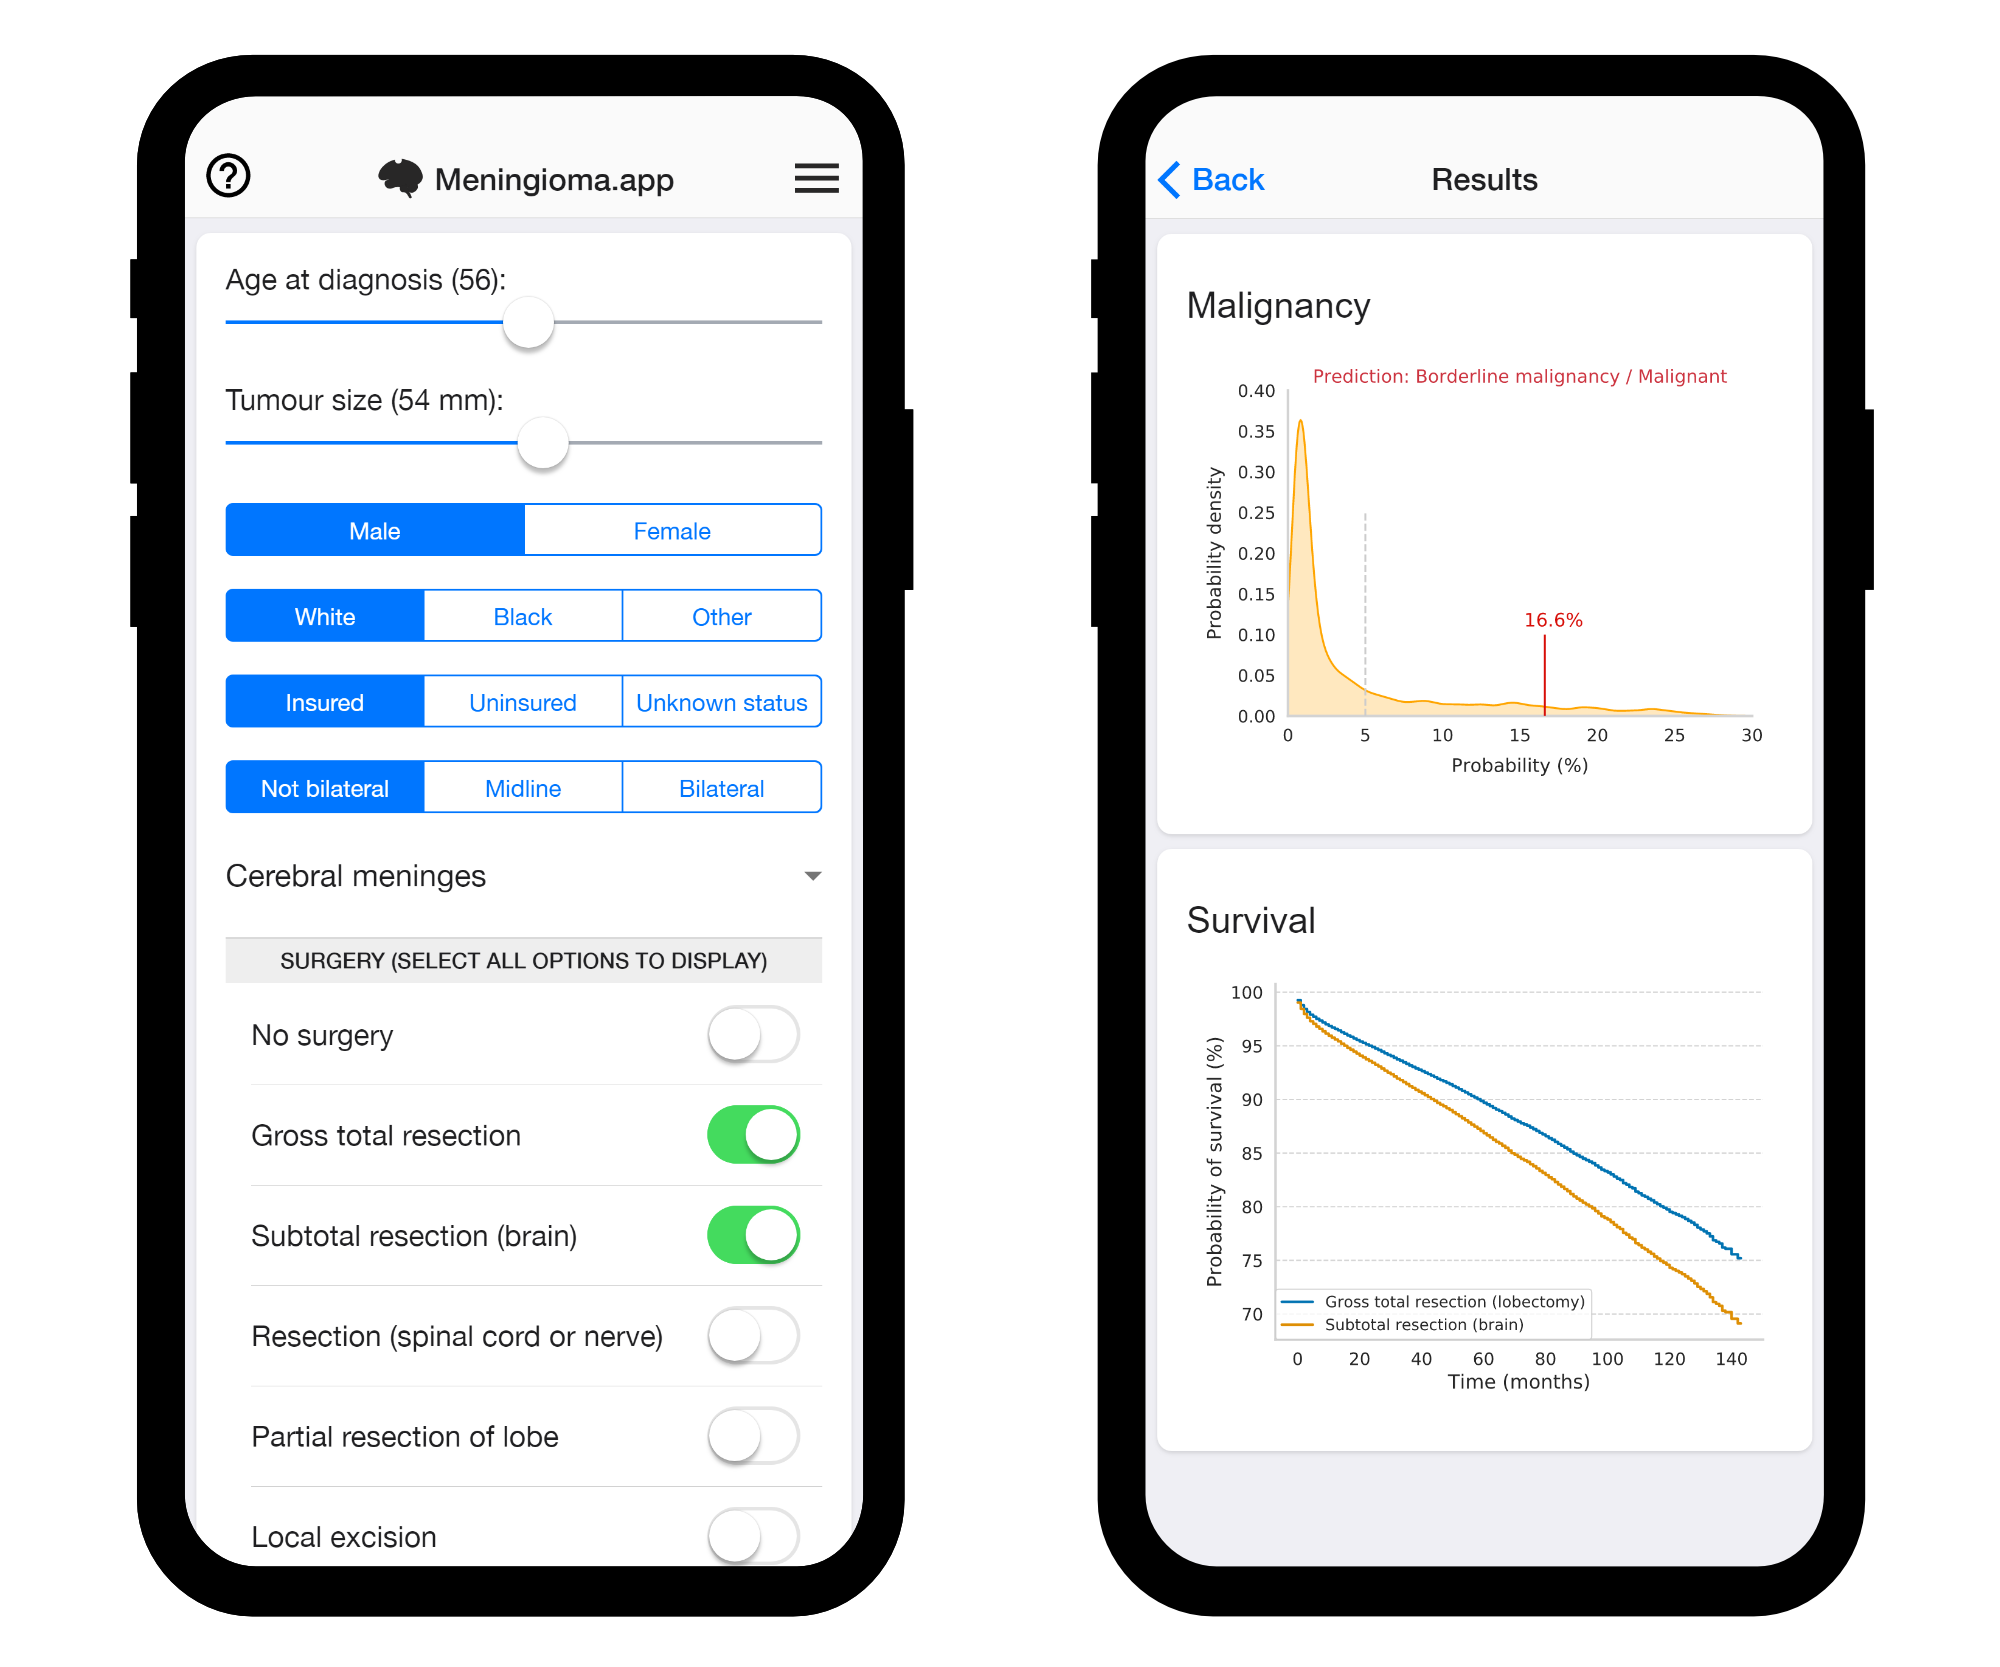 ?
Meningioma.app
Age at diagnosis (56):
Tumour size (54 mm):
Male
Female
White
Black
Other
Insured
Uninsured
Unknown status
Not bilateral
Midline
Bilateral
Cerebral meninges
SURGERY (SELECT ALL OPTIONS TO DISPLAY)
No surgery
Gross total resection
Subtotal resection (brain)
Resection (spinal cord or nerve)
Partial resection of lobe
Local excision
Back
Results
Malignancy
Prediction: Borderline malignancy / Malignant
Probability density
0.40
0.35
0.30
0.25
0.20
0.15
0.10
0.05
0.00
16.6%
0 5 10 15 20 25 30
Probability (%)
Survival
Probability of survival (%)
100
95
90
85
80
75
70
Gross total resection (lobectomy)
Subtotal resection (brain)
0 20 40 60 80 100 120 140
Time (months)